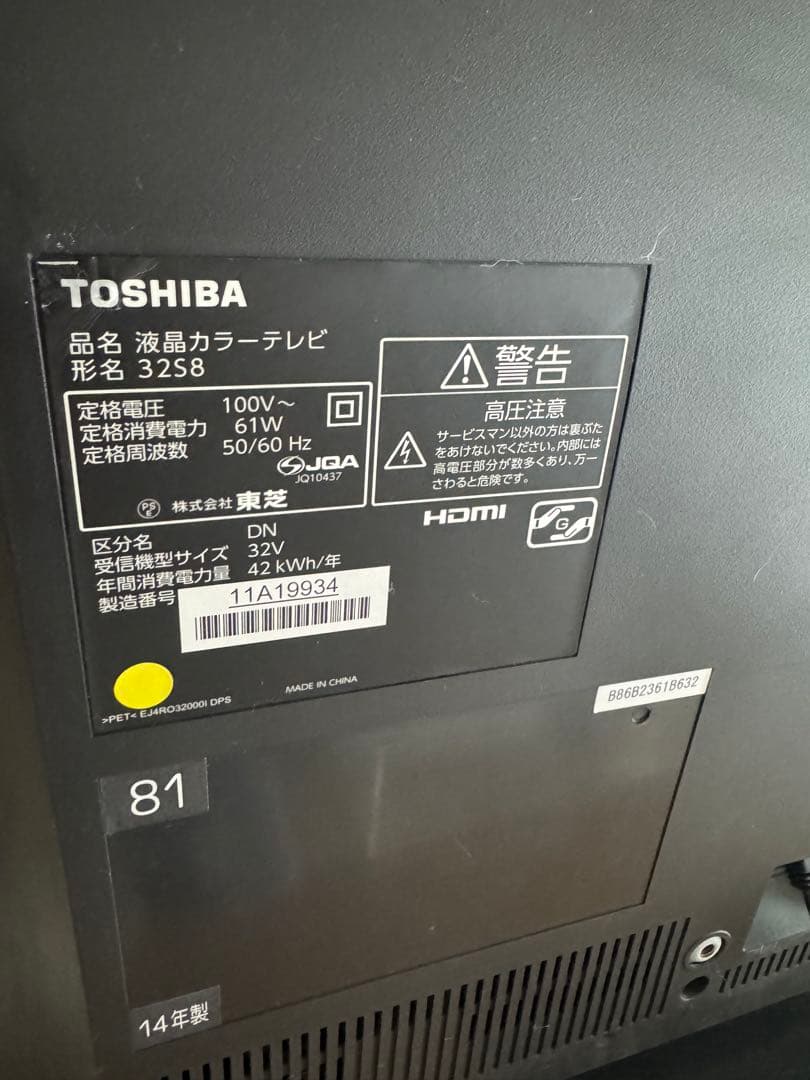 TOSHIBA
品名 液晶カラーテレビ
形名 32S8
定格電圧 100V～
定格消費電力 61W
定格周波数 50/60 Hz
JQA
JQ10437
PS
E
株式会社 東芝
警告
高圧注意
サービスマン以外の方は裏ぶた
をあけないでください。内部には
高電圧部分が数多くあり、万一
さわると危険です。
HDMI
G
区分名 DN
受信機型サイズ 32V
年間消費電力量 42 kWh/年
製造番号 11A19934
MADE IN CHINA
>PET< EJ4RO32000I DPS
B86B2361B632
81
14年製